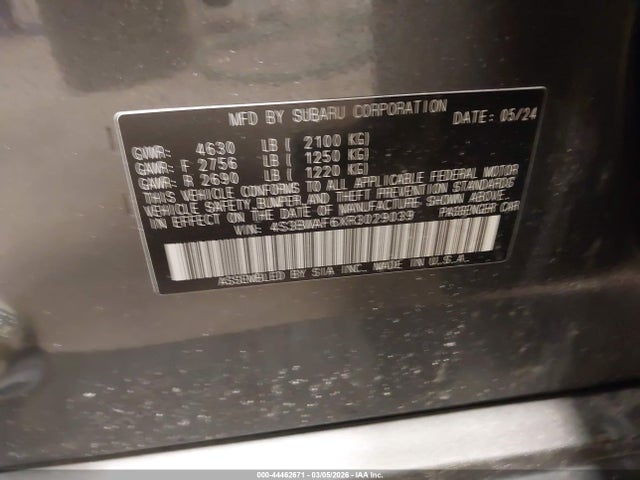 MFD BY SUBARU CORPORATION DATE: 05/24
GVWR: 4630 LB ( 2100 KG)
GAWR: F 2756 LB ( 1250 KG)
GAWR: R 2690 LB ( 1220 KG)
THIS VEHICLE CONFORMS TO ALL APPLICABLE FEDERAL MOTOR
VEHICLE SAFETY, BUMPER, AND THEFT PREVENTION STANDARDS
IN EFFECT ON THE DATE OF MANUFACTURE SHOWN ABOVE.
VIN: 4S3BWAF6XR3029039 PASSENGER CAR
ASSEMBLED BY SIA INC. MADE IN U.S.A.
000-44462671 - 03/05/2026 - IAA Inc.